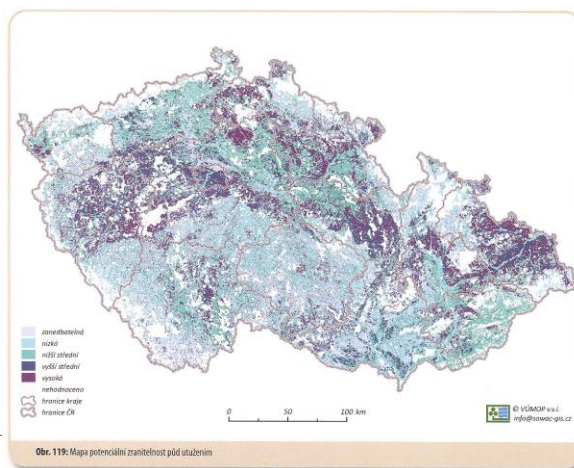 zanedbatelná
nízká
nižší střední
vyšší střední
vysoká
nehodnoceno
hranice kraje
hranice ČR
0 50 100 km
© VÚMOP v.v.i.
info@sowac-gis.cz
Obr. 119: Mapa potenciální zranitelnost půd utužením